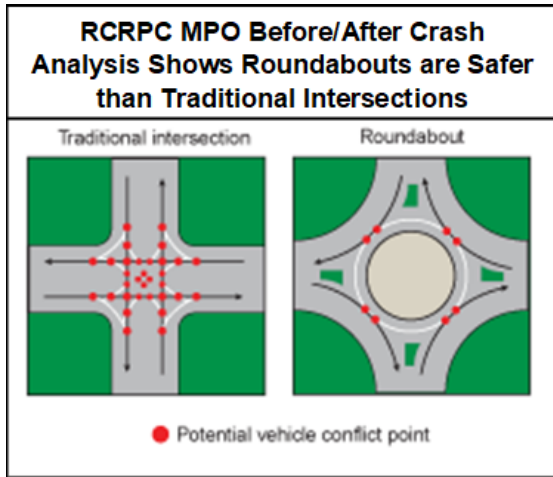 RCRPC MPO Before/After Crash
Analysis Shows Roundabouts are Safer
than Traditional Intersections
Traditional intersection
Roundabout
Potential vehicle conflict point